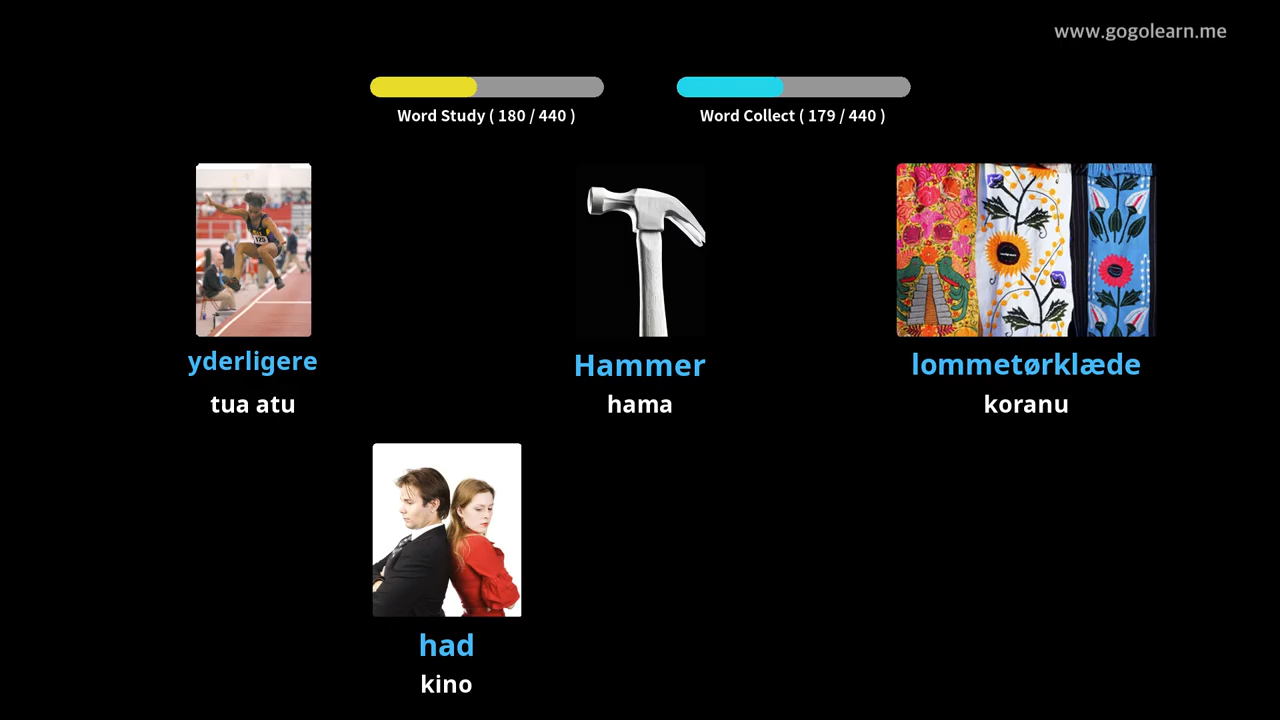 www.gogolearn.me
Word Study ( 180 / 440 )
Word Collect ( 179 / 440 )
yderligere
tua atu
Hammer
hama
lommetørklæde
koranu
had
kino